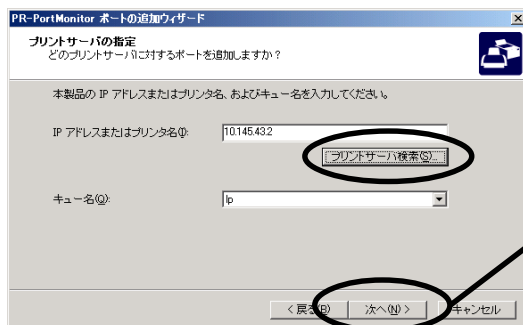 PR-PortMonitor ポートの追加ウィザード
プリントサーバの指定
どのプリントサーバに対するポートを追加しますか？
本製品の IP アドレスまたはプリンタ名、およびキュー名を入力してください。
IP アドレスまたはプリンタ名(I):
10.145.43.2
プリントサーバ検索(S)...
キュー名(Q):
lp
< 戻る(B)
次へ(N) >
キャンセル